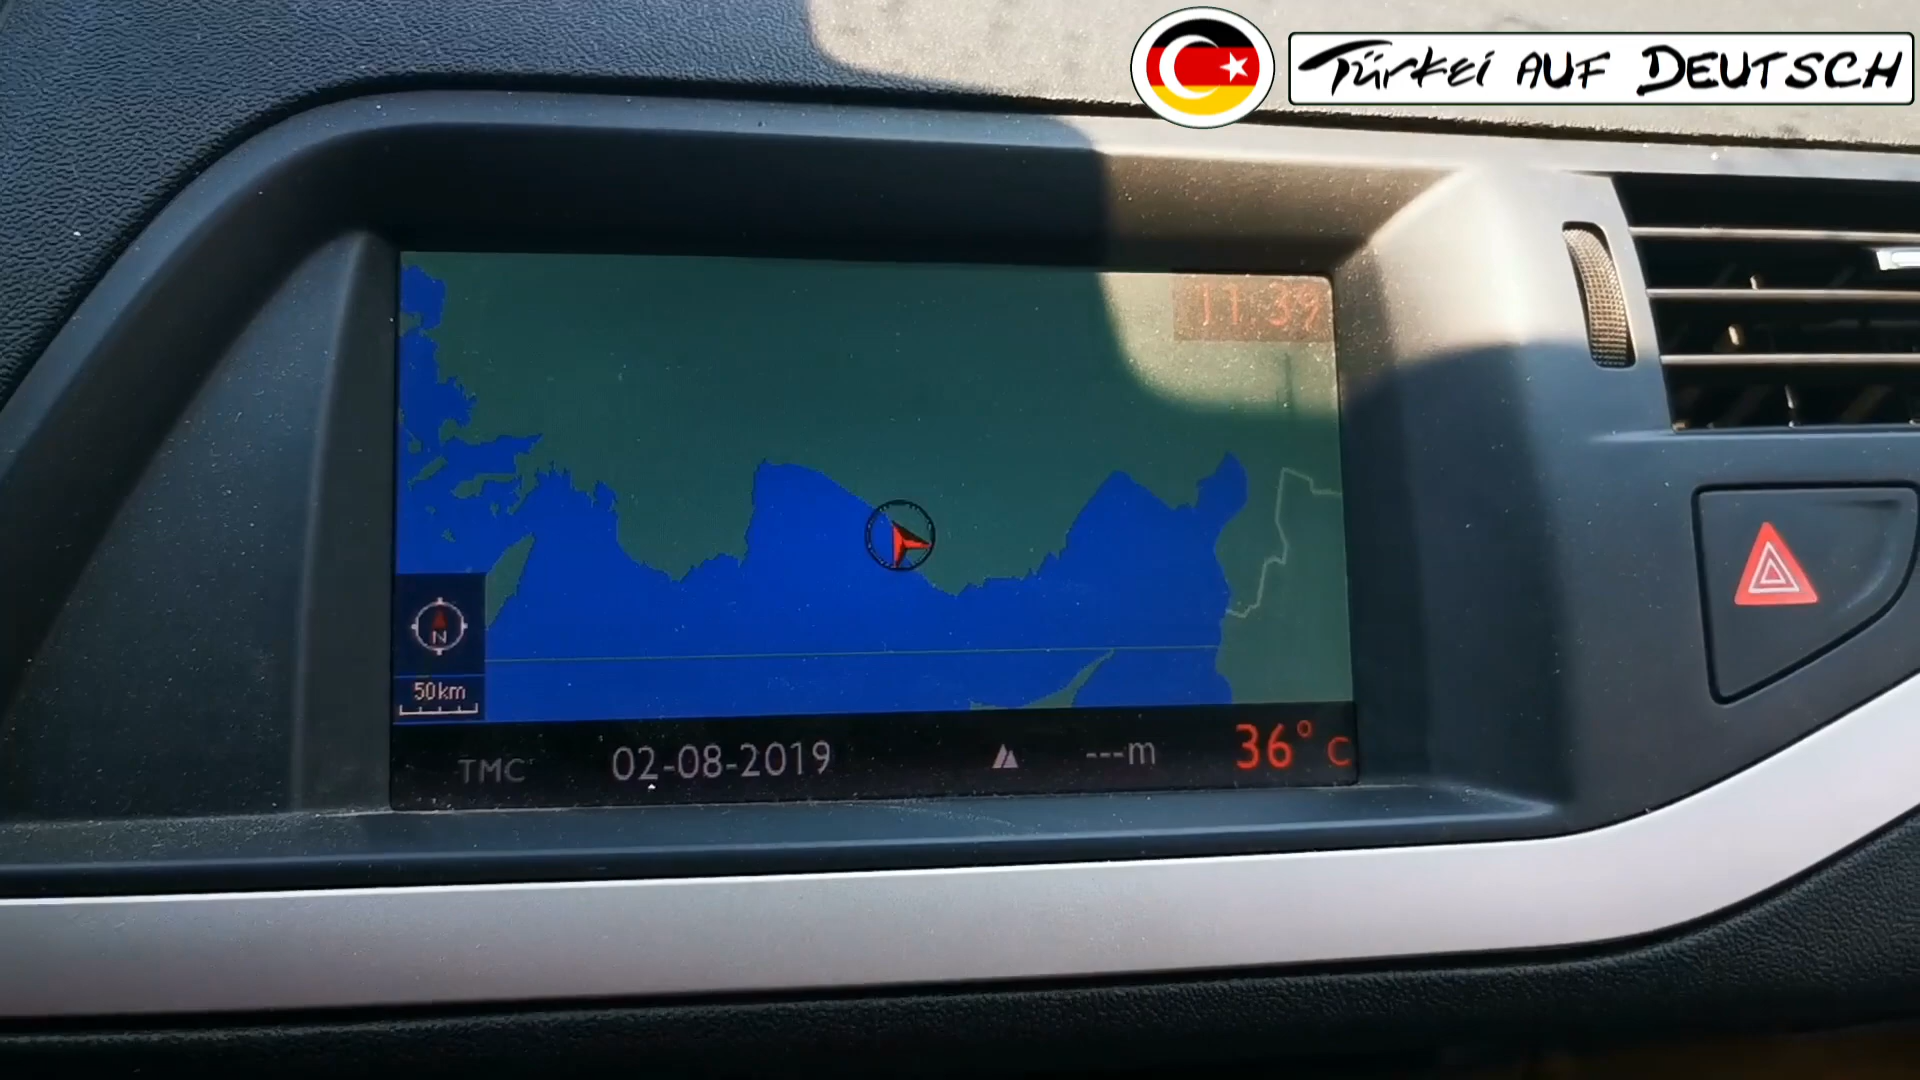 Türkei AUF DEUTSCH
11:39
N
50km
TMC 02-08-2019 ---m 36° C